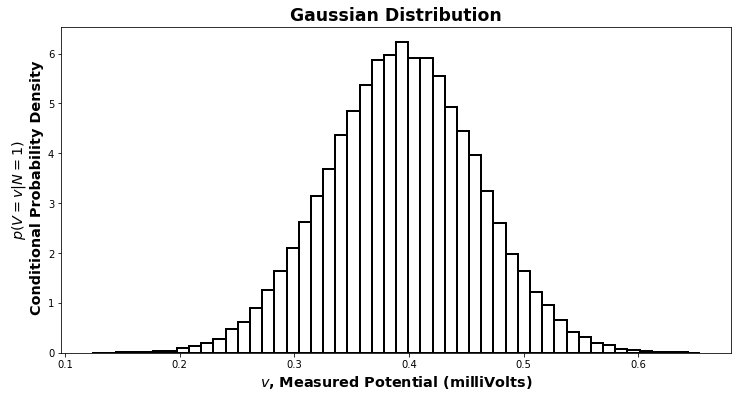 Gaussian Distribution
p(V = v|N = 1)
Conditional Probability Density
6
5
4
3
2
1
0
0.1 0.2 0.3 0.4 0.5 0.6
v, Measured Potential (milliVolts)